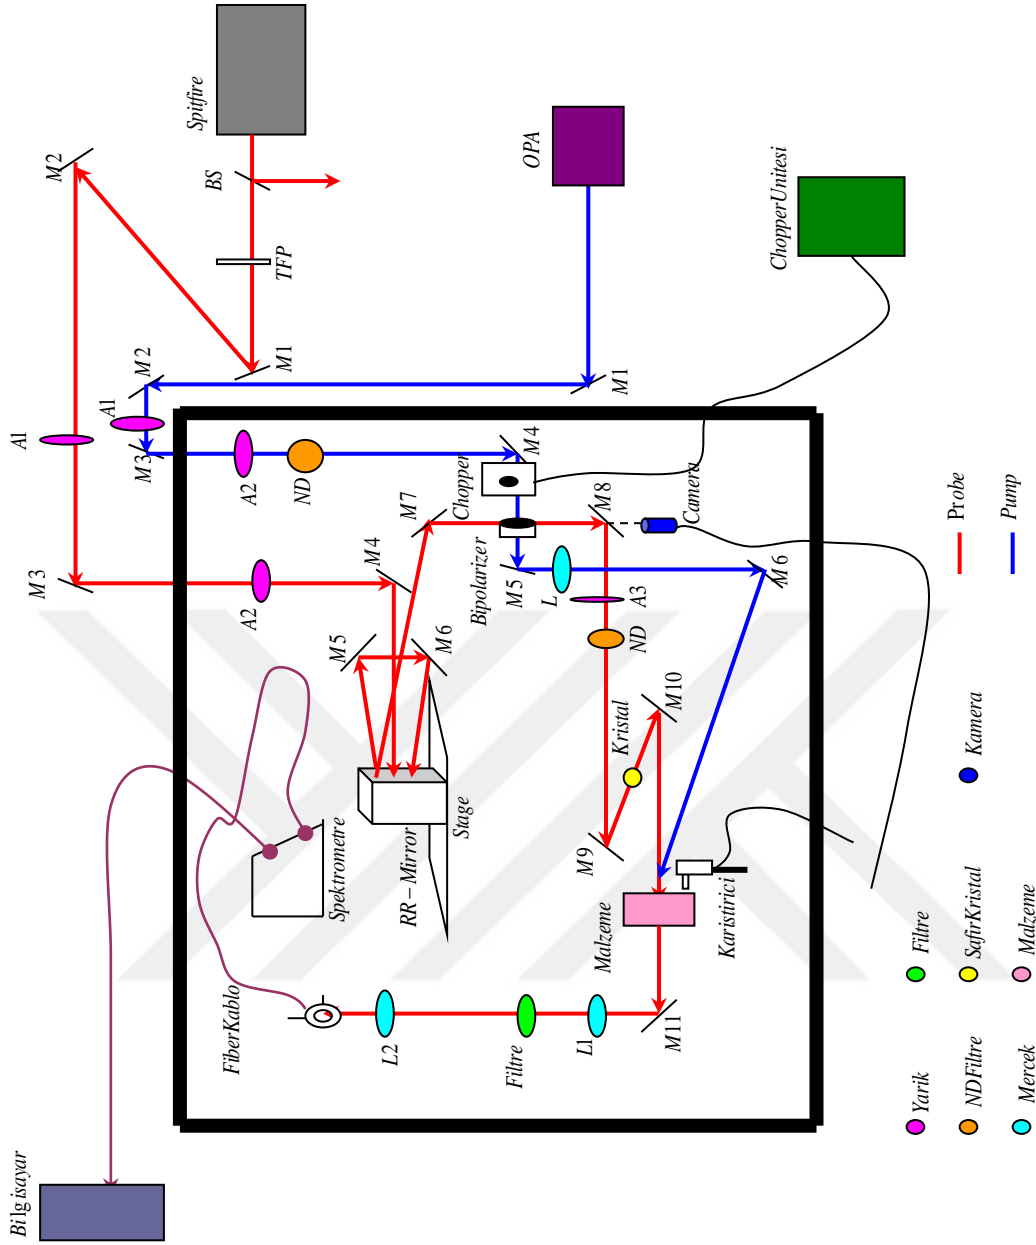 Spitfire
BS
TFP
M1
M2
A1
M3
A2
M4
M5
M6
RR-Mirror
Stage
M7
M8
Camera
A3
ND
M9
Kristal
M10
Malzeme
Karistirici
M11
L1
Filtre
L2
FiberKablo
Spektrometre
Bilgisayar
OPA
M1
M2
A1
M3
A2
ND
M4
Chopper
Bipolarizer
M5
L
M6
ChopperUnitesi
Probe
Pump
Yarik
Filtre
NDFiltre
SafirKristal
Kamera
Mercek
Malzeme